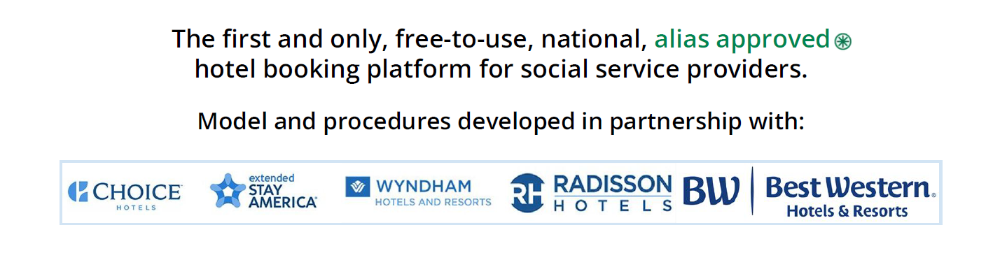 The first and only, free-to-use, national, alias approved
hotel booking platform for social service providers.
Model and procedures developed in partnership with:
CHOICE
HOTELS
extended
STAY
AMERICA
WYNDHAM
HOTELS AND RESORTS
RH
RADISSON
HOTELS
BW
Best Western®
Hotels & Resorts